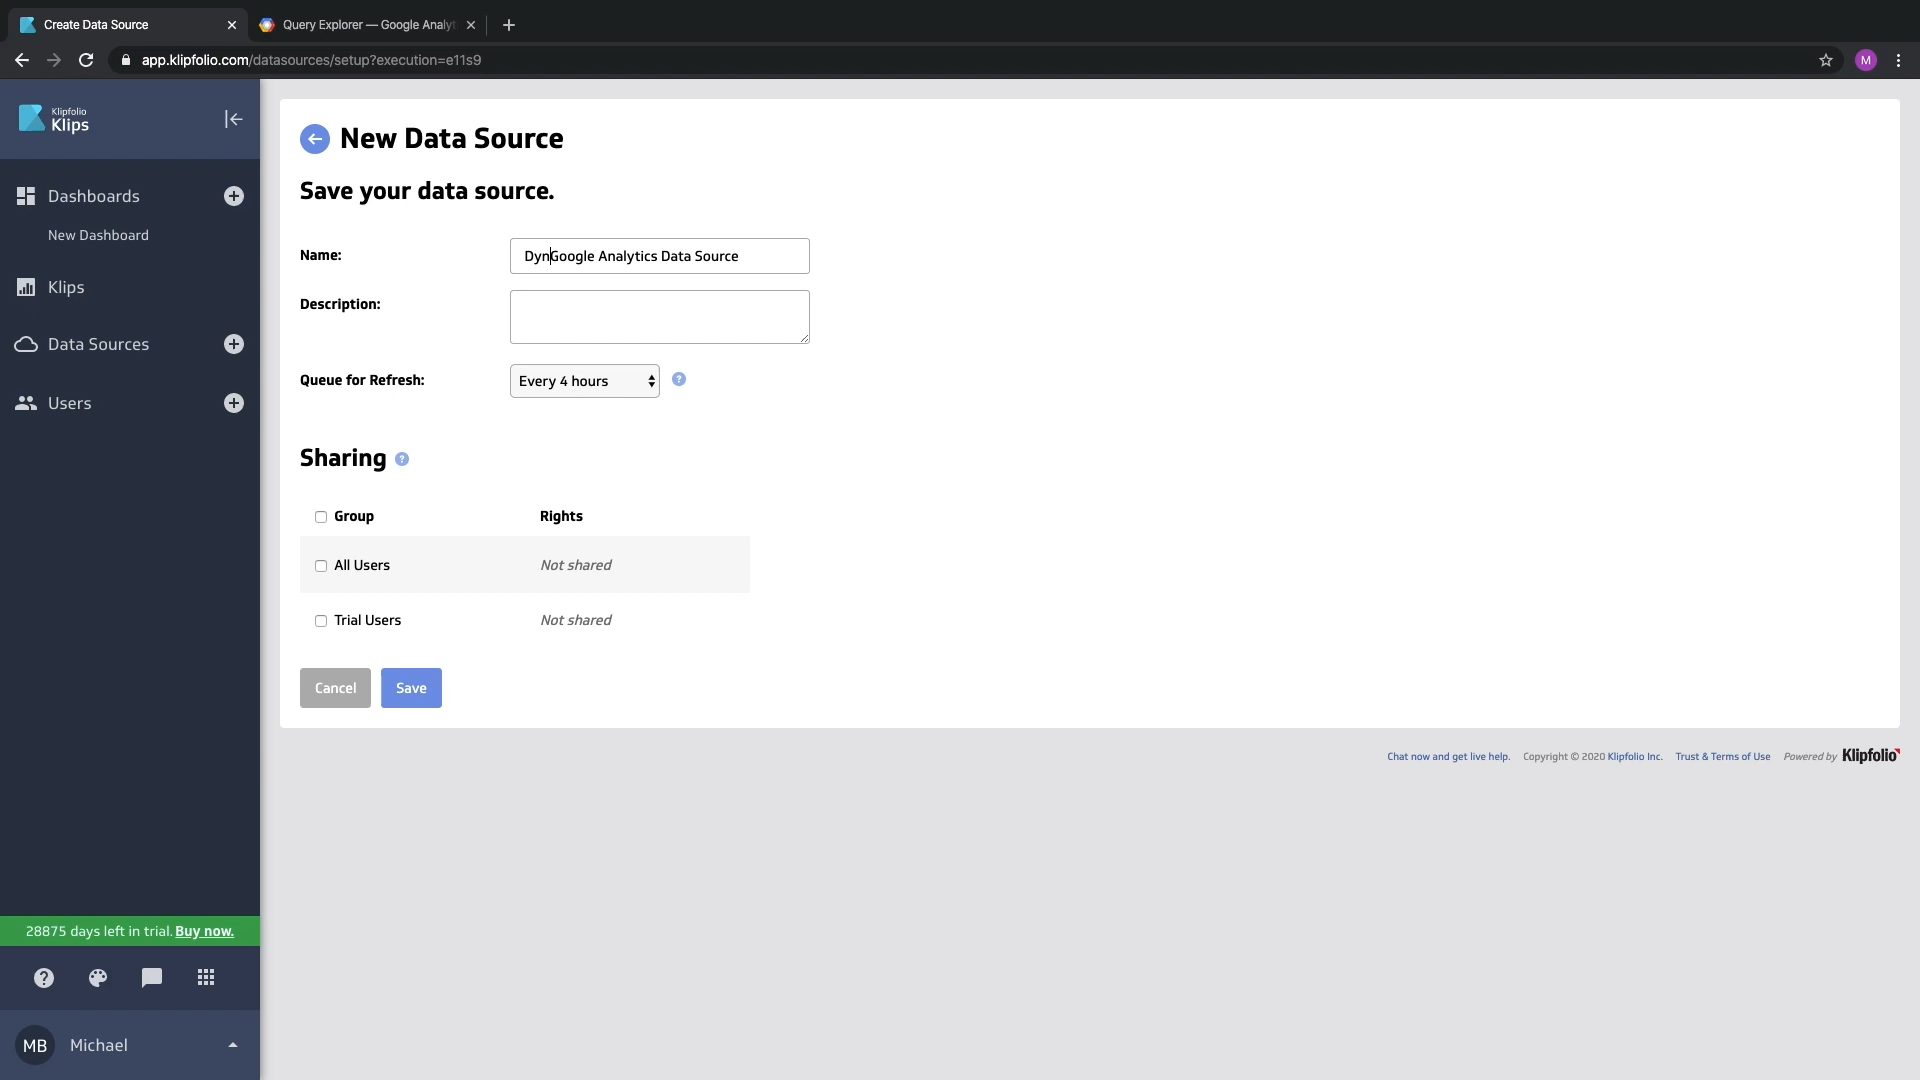 Create Data Source
Query Explorer — Google Analyt
app.klipfolio.com/datasources/setup?execution=e11s9
M
Klipfolio
Klips
Dashboards
New Dashboard
Klips
Data Sources
Users
28875 days left in trial. Buy now.
MB
Michael
New Data Source
Save your data source.
Name:
DynGoogle Analytics Data Source
Description:
Queue for Refresh:
Every 4 hours
?
Sharing ?
Group Rights
All Users Not shared
Trial Users Not shared
Cancel Save
Chat now and get live help. Copyright © 2020 Klipfolio Inc. Trust & Terms of Use Powered by Klipfolio